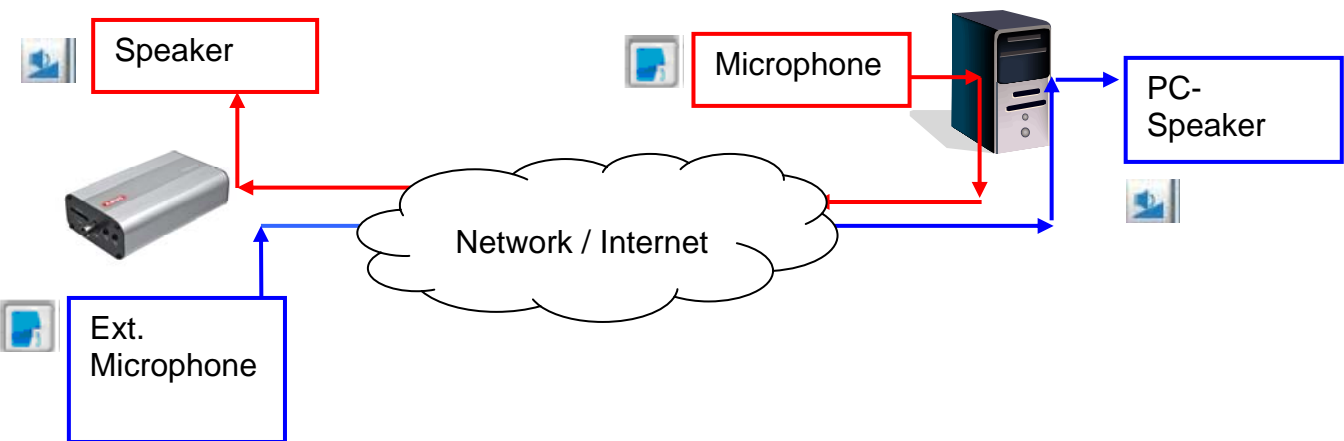 Speaker
Microphone
PC-
Speaker
Network / Internet
Ext.
Microphone